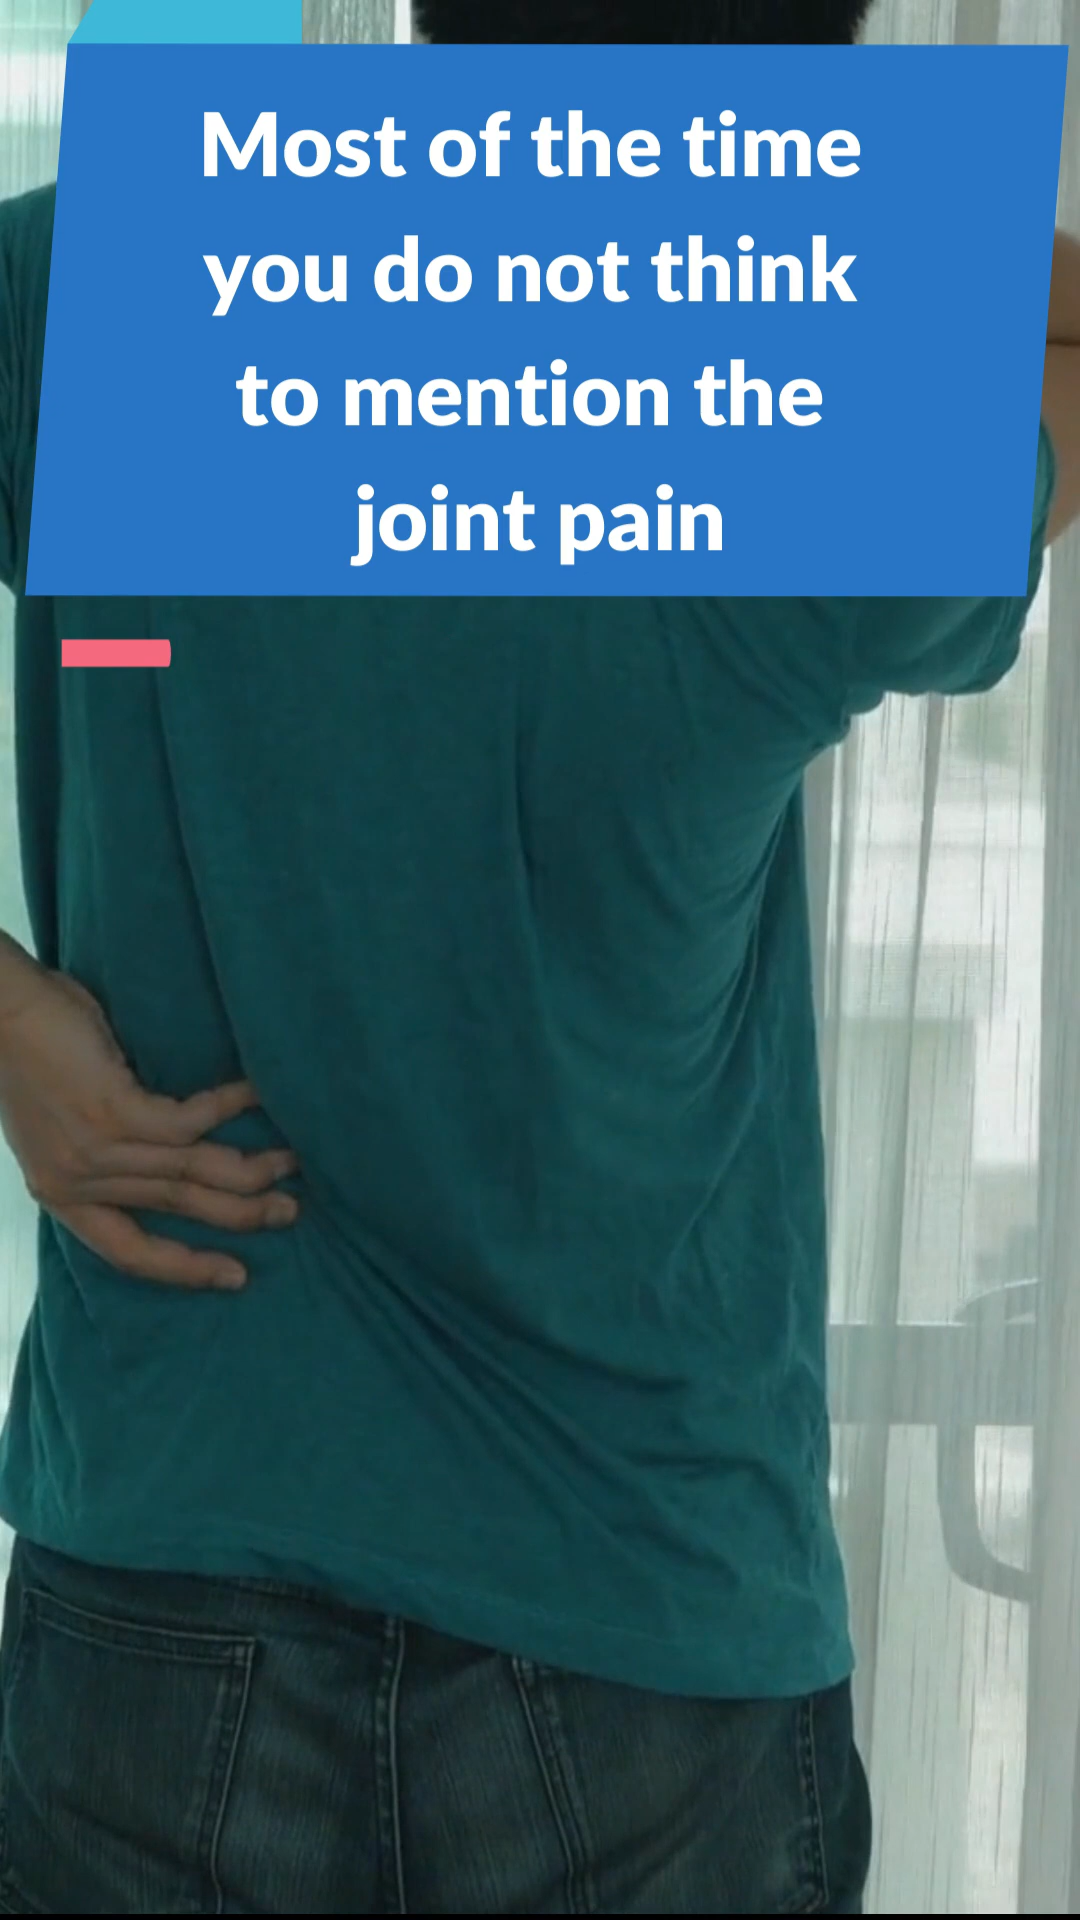 Most of the time
you do not think
to mention the
joint pain